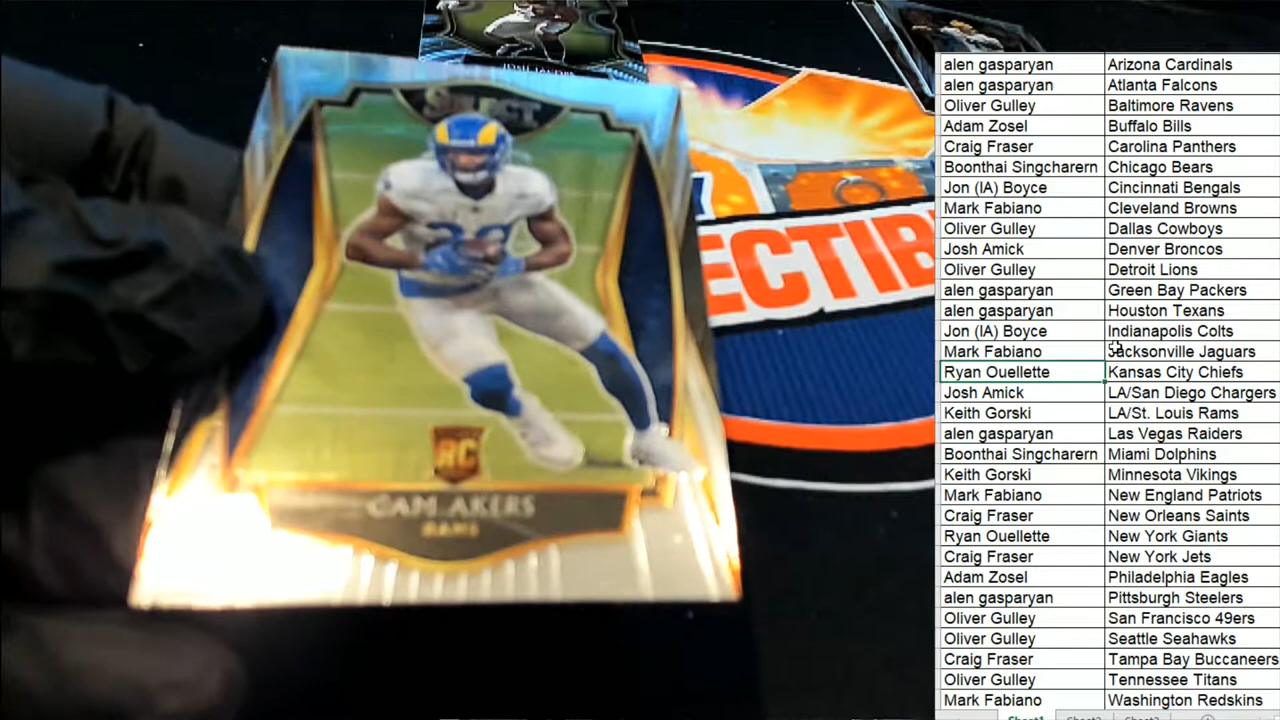 JOSH JACOBS
SELECT
RC
CAM AKERS
RAMS
ECTIB
alen gasparyan Arizona Cardinals
alen gasparyan Atlanta Falcons
Oliver Gulley Baltimore Ravens
Adam Zosel Buffalo Bills
Craig Fraser Carolina Panthers
Boonthai Singcharern Chicago Bears
Jon (IA) Boyce Cincinnati Bengals
Mark Fabiano Cleveland Browns
Oliver Gulley Dallas Cowboys
Josh Amick Denver Broncos
Oliver Gulley Detroit Lions
alen gasparyan Green Bay Packers
alen gasparyan Houston Texans
Jon (IA) Boyce Indianapolis Colts
Mark Fabiano Jacksonville Jaguars
Ryan Ouellette Kansas City Chiefs
Josh Amick LA/San Diego Chargers
Keith Gorski LA/St. Louis Rams
alen gasparyan Las Vegas Raiders
Boonthai Singcharern Miami Dolphins
Keith Gorski Minnesota Vikings
Mark Fabiano New England Patriots
Craig Fraser New Orleans Saints
Ryan Ouellette New York Giants
Craig Fraser New York Jets
Adam Zosel Philadelphia Eagles
alen gasparyan Pittsburgh Steelers
Oliver Gulley San Francisco 49ers
Oliver Gulley Seattle Seahawks
Craig Fraser Tampa Bay Buccaneers
Oliver Gulley Tennessee Titans
Mark Fabiano Washington Redskins
Sheet1 Sheet2 Sheet3